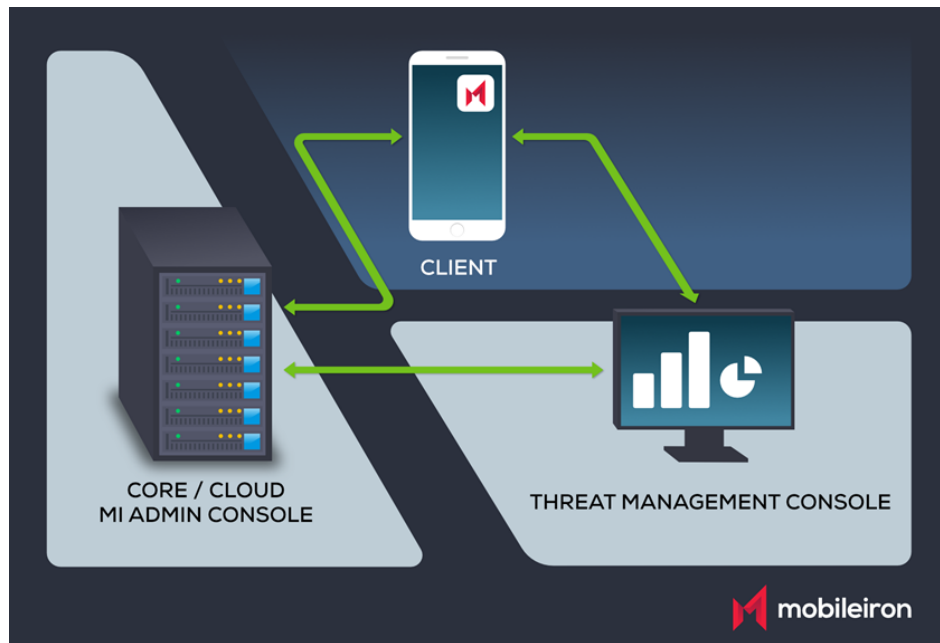 CLIENT
CORE / CLOUD
MI ADMIN CONSOLE
THREAT MANAGEMENT CONSOLE
mobileiron